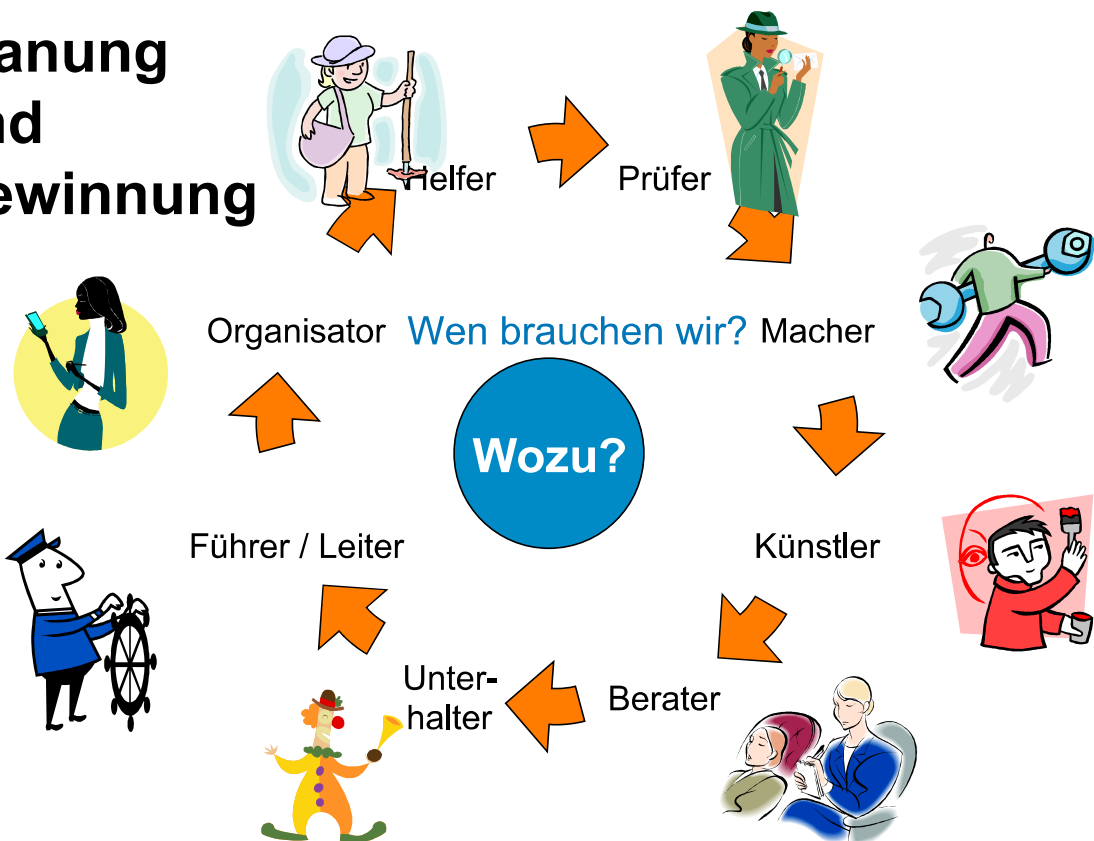 anung
nd
ewinnung
Helfer
Prüfer
Organisator
Wen brauchen wir?
Macher
Wozu?
Führer / Leiter
Künstler
Unter-
halter
Berater